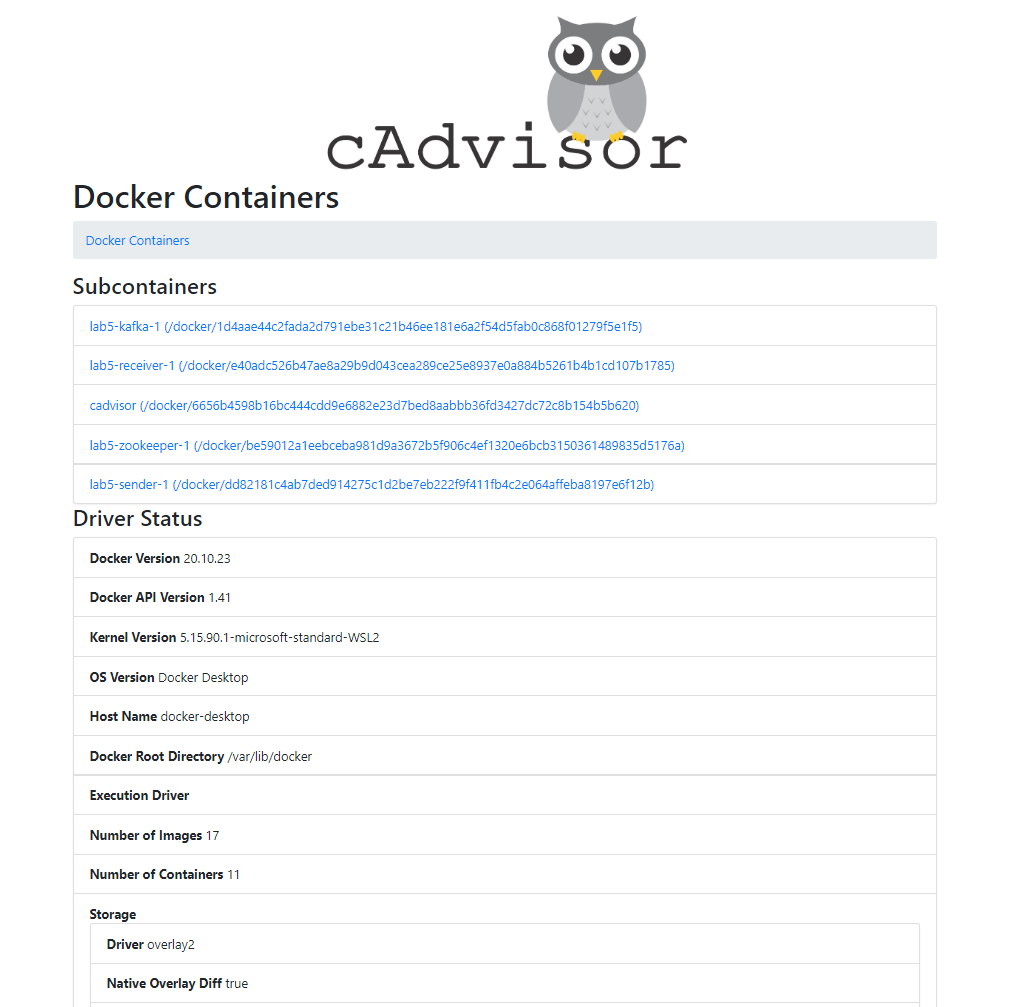 cAdvisor
Docker Containers
Docker Containers
Subcontainers
lab5-kafka-1 (/docker/1d4aae44c2fada2d791ebe31c21b46ee181e6a2f54d5fab0c868f01279f5e1f5)
lab5-receiver-1 (/docker/e40adc526b47ae8a29b9d043cea289ce25e8937e0a884b5261b4b1cd107b1785)
cadvisor (/docker/6656b4598b16bc444cdd9e6882e23d7bed8aabbb36fd3427dc72c8b154b5b620)
lab5-zookeeper-1 (/docker/be59012a1eebceba981d9a3672b5f906c4ef1320e6bcb3150361489835d5176a)
lab5-sender-1 (/docker/dd82181c4ab7ded914275c1d2be7eb222f9f411fb4c2e064affeba8197e6f12b)
Driver Status
Docker Version 20.10.23
Docker API Version 1.41
Kernel Version 5.15.90.1-microsoft-standard-WSL2
OS Version Docker Desktop
Host Name docker-desktop
Docker Root Directory /var/lib/docker
Execution Driver
Number of Images 17
Number of Containers 11
Storage
Driver overlay2
Native Overlay Diff true